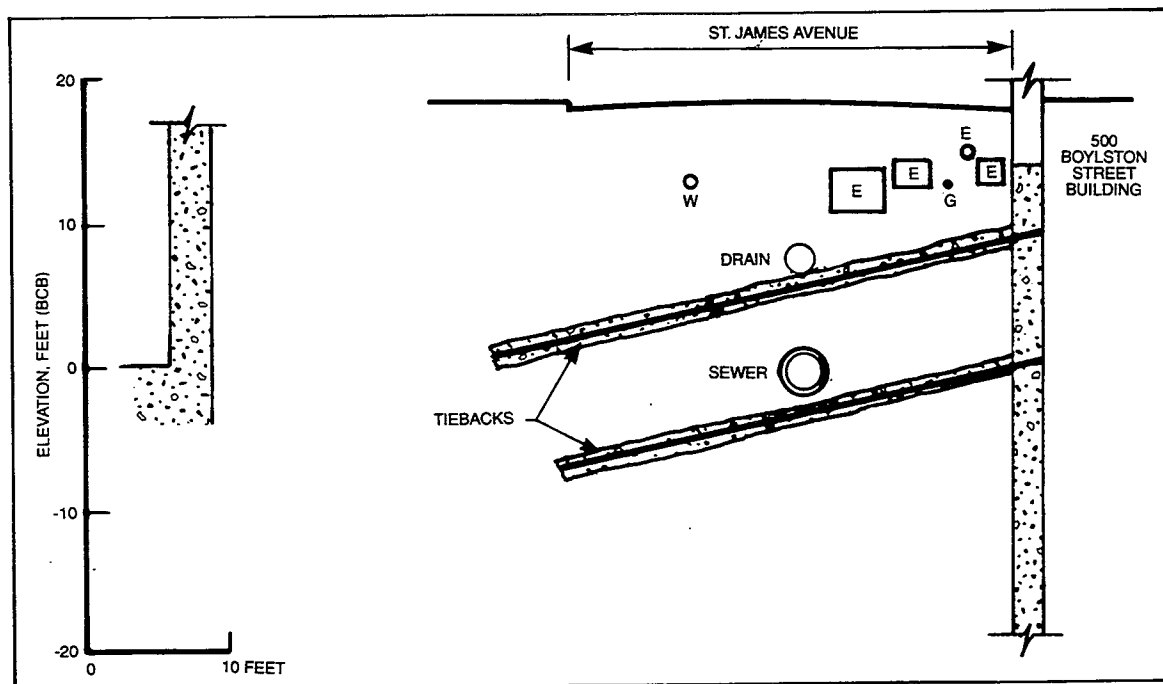 ST. JAMES AVENUE
20
10
0
-10
-20
ELEVATION, FEET (BCB)
0
10 FEET
W
E
E
E
G
E
500
BOYLSTON
STREET
BUILDING
DRAIN
SEWER
TIEBACKS